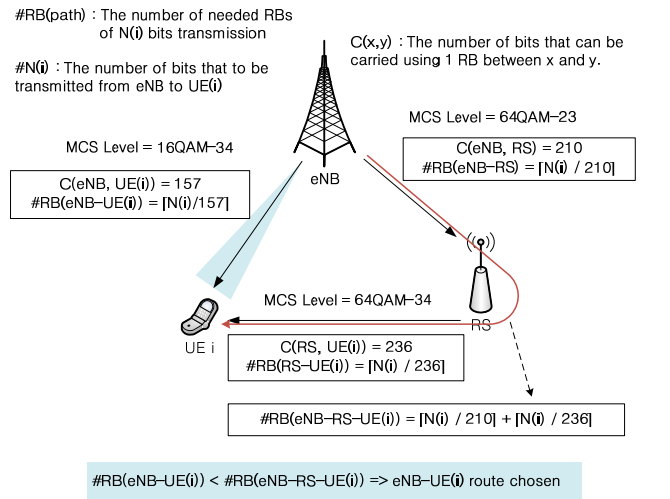 #RB(path) : The number of needed RBs
of N(i) bits transmission
#N(i) : The number of bits that to be
transmitted from eNB to UE(i)
C(x,y) : The number of bits that can be
carried using 1 RB between x and y.
MCS Level = 64QAM-23
C(eNB, RS) = 210
#RB(eNB-RS) = ⌈N(i) / 210⌉
MCS Level = 16QAM-34
C(eNB, UE(i)) = 157
#RB(eNB-UE(i)) = ⌈N(i)/157⌉
eNB
MCS Level = 64QAM-34
RS
UE i
C(RS, UE(i)) = 236
#RB(RS-UE(i)) = ⌈N(i) / 236⌉
#RB(eNB-RS-UE(i)) = ⌈N(i) / 210⌉ + ⌈N(i) / 236⌉
#RB(eNB-UE(i)) < #RB(eNB-RS-UE(i)) => eNB-UE(i) route chosen